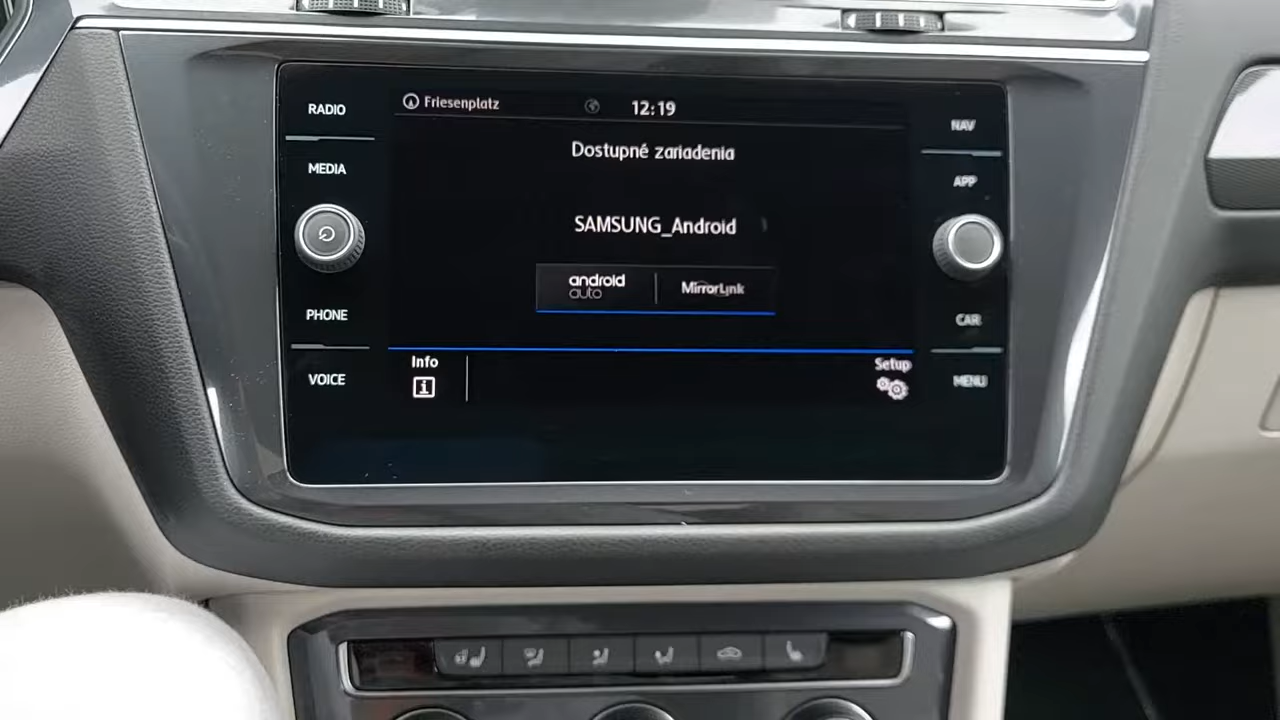 RADIO
MEDIA
PHONE
VOICE
Friesenplatz
12:19
Dostupné zariadenia
SAMSUNG_Android
android
auto
MirrorLink
Info
Setup
NAV
APP
CAR
MENU